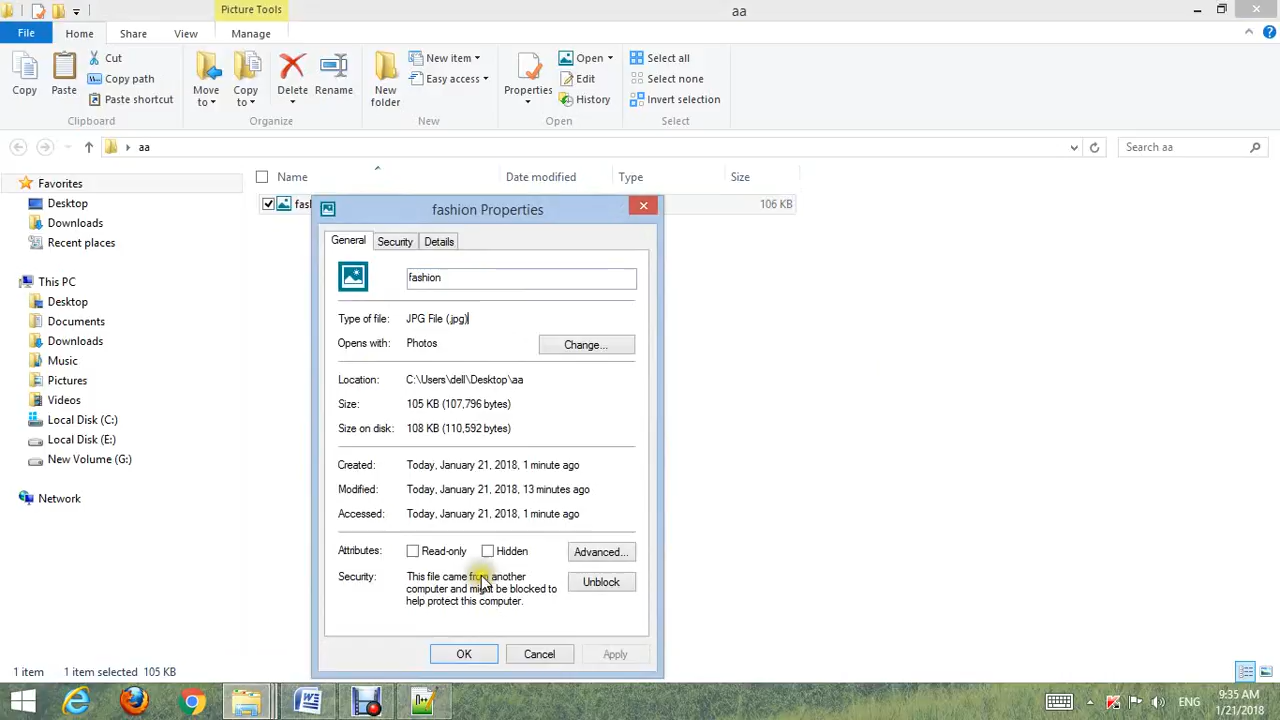 Picture Tools
aa
File
Home
Share
View
Manage
Copy
Paste
Cut
Copy path
Paste shortcut
Clipboard
Move to
Copy to
Delete
Rename
Organize
New folder
New item
Easy access
New
Properties
Open
Edit
History
Open
Select all
Select none
Invert selection
Select
aa
Search aa
Favorites
Desktop
Downloads
Recent places
This PC
Desktop
Documents
Downloads
Music
Pictures
Videos
Local Disk (C:)
Local Disk (E:)
New Volume (G:)
Network
Name
Date modified
Type
Size
106 KB
fashion Properties
General
Security
Details
fashion
Type of file: JPG File (.jpg)
Opens with: Photos
Change...
Location: C:\Users\dell\Desktop\aa
Size: 105 KB (107,796 bytes)
Size on disk: 108 KB (110,592 bytes)
Created: Today, January 21, 2018, 1 minute ago
Modified: Today, January 21, 2018, 13 minutes ago
Accessed: Today, January 21, 2018, 1 minute ago
Attributes: Read-only Hidden
Advanced...
Security: This file came from another
computer and might be blocked to
help protect this computer.
Unblock
OK
Cancel
Apply
1 item
1 item selected 105 KB
ENG
9:35 AM
1/21/2018